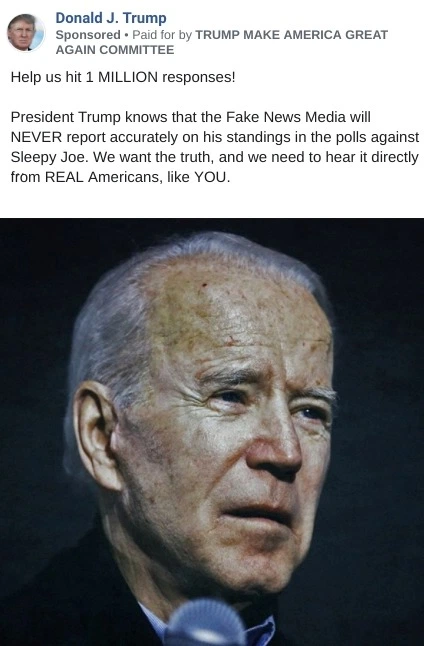 Donald J. Trump
Sponsored • Paid for by TRUMP MAKE AMERICA GREAT
AGAIN COMMITTEE
Help us hit 1 MILLION responses!
President Trump knows that the Fake News Media will
NEVER report accurately on his standings in the polls against
Sleepy Joe. We want the truth, and we need to hear it directly
from REAL Americans, like YOU.